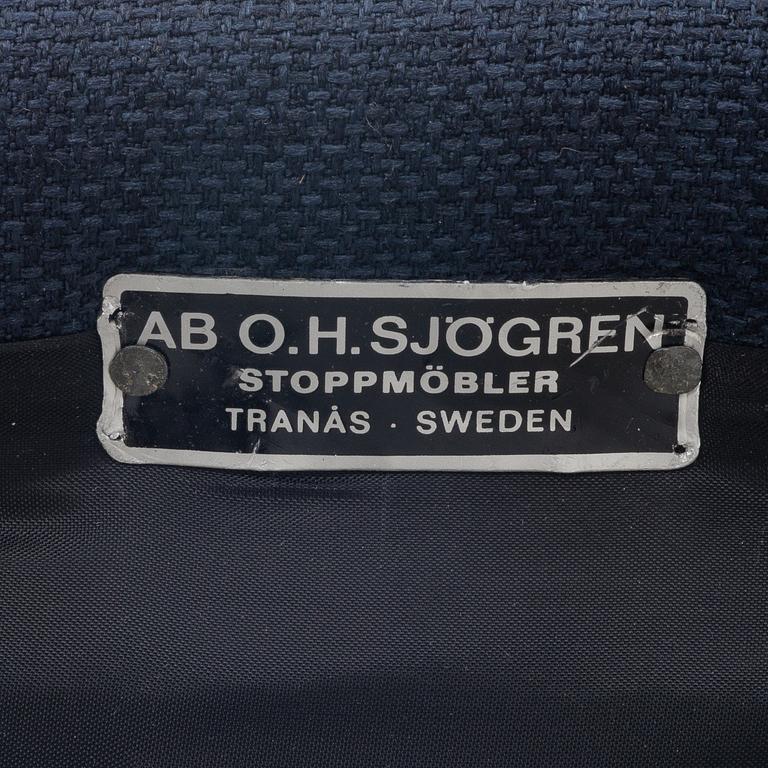 AB O.H. SJÖGREN
STOPPMÖBLER
TRANÅS · SWEDEN